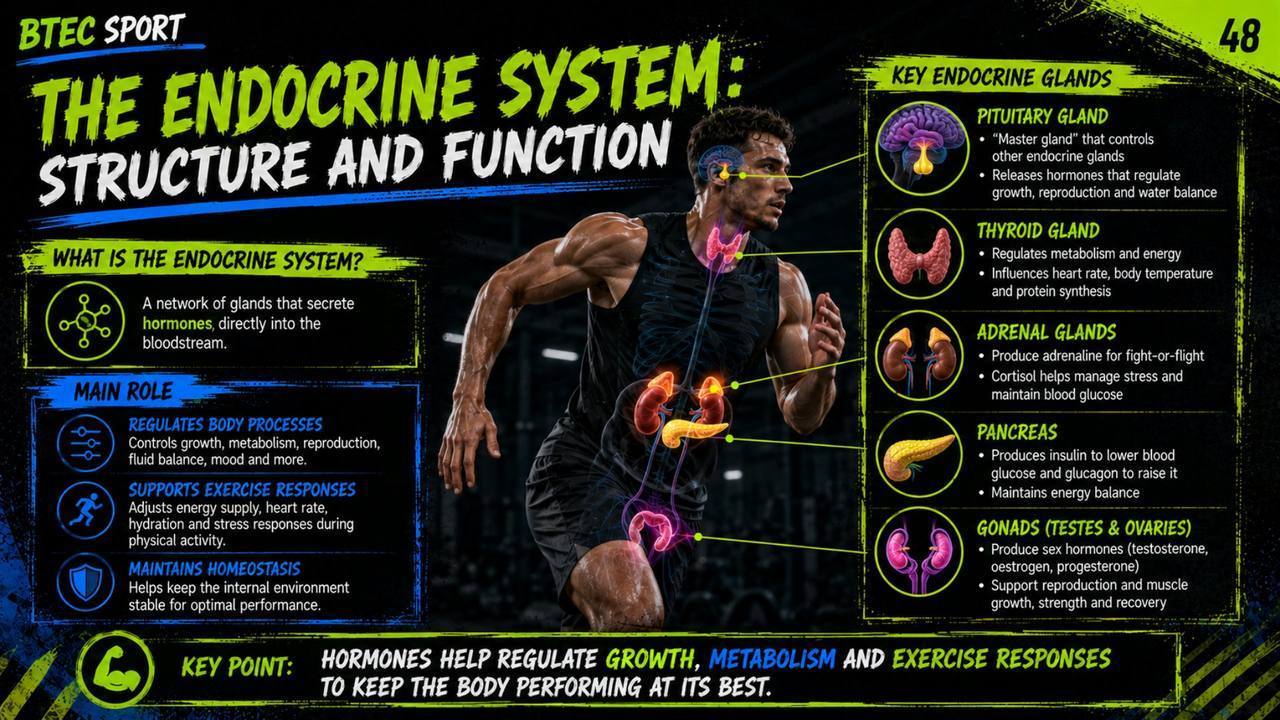 BTEC SPORT
48
THE ENDOCRINE SYSTEM:
STRUCTURE AND FUNCTION
WHAT IS THE ENDOCRINE SYSTEM?
A network of glands that secrete
hormones, directly into the
bloodstream.
MAIN ROLE
REGULATES BODY PROCESSES
Controls growth, metabolism, reproduction,
fluid balance, mood and more.
SUPPORTS EXERCISE RESPONSES
Adjusts energy supply, heart rate,
hydration and stress responses during
physical activity.
MAINTAINS HOMEOSTASIS
Helps keep the internal environment
stable for optimal performance.
KEY ENDOCRINE GLANDS
PITUITARY GLAND
• "Master gland" that controls
other endocrine glands
• Releases hormones that regulate
growth, reproduction and water balance
THYROID GLAND
• Regulates metabolism and energy
• Influences heart rate, body temperature
and protein synthesis
ADRENAL GLANDS
• Produce adrenaline for fight-or-flight
• Cortisol helps manage stress and
maintain blood glucose
PANCREAS
• Produces insulin to lower blood
glucose and glucagon to raise it
• Maintains energy balance
GONADS (TESTES & OVARIES)
• Produce sex hormones (testosterone,
oestrogen, progesterone)
• Support reproduction and muscle
growth, strength and recovery
KEY POINT: HORMONES HELP REGULATE GROWTH, METABOLISM AND EXERCISE RESPONSES
TO KEEP THE BODY PERFORMING AT ITS BEST.